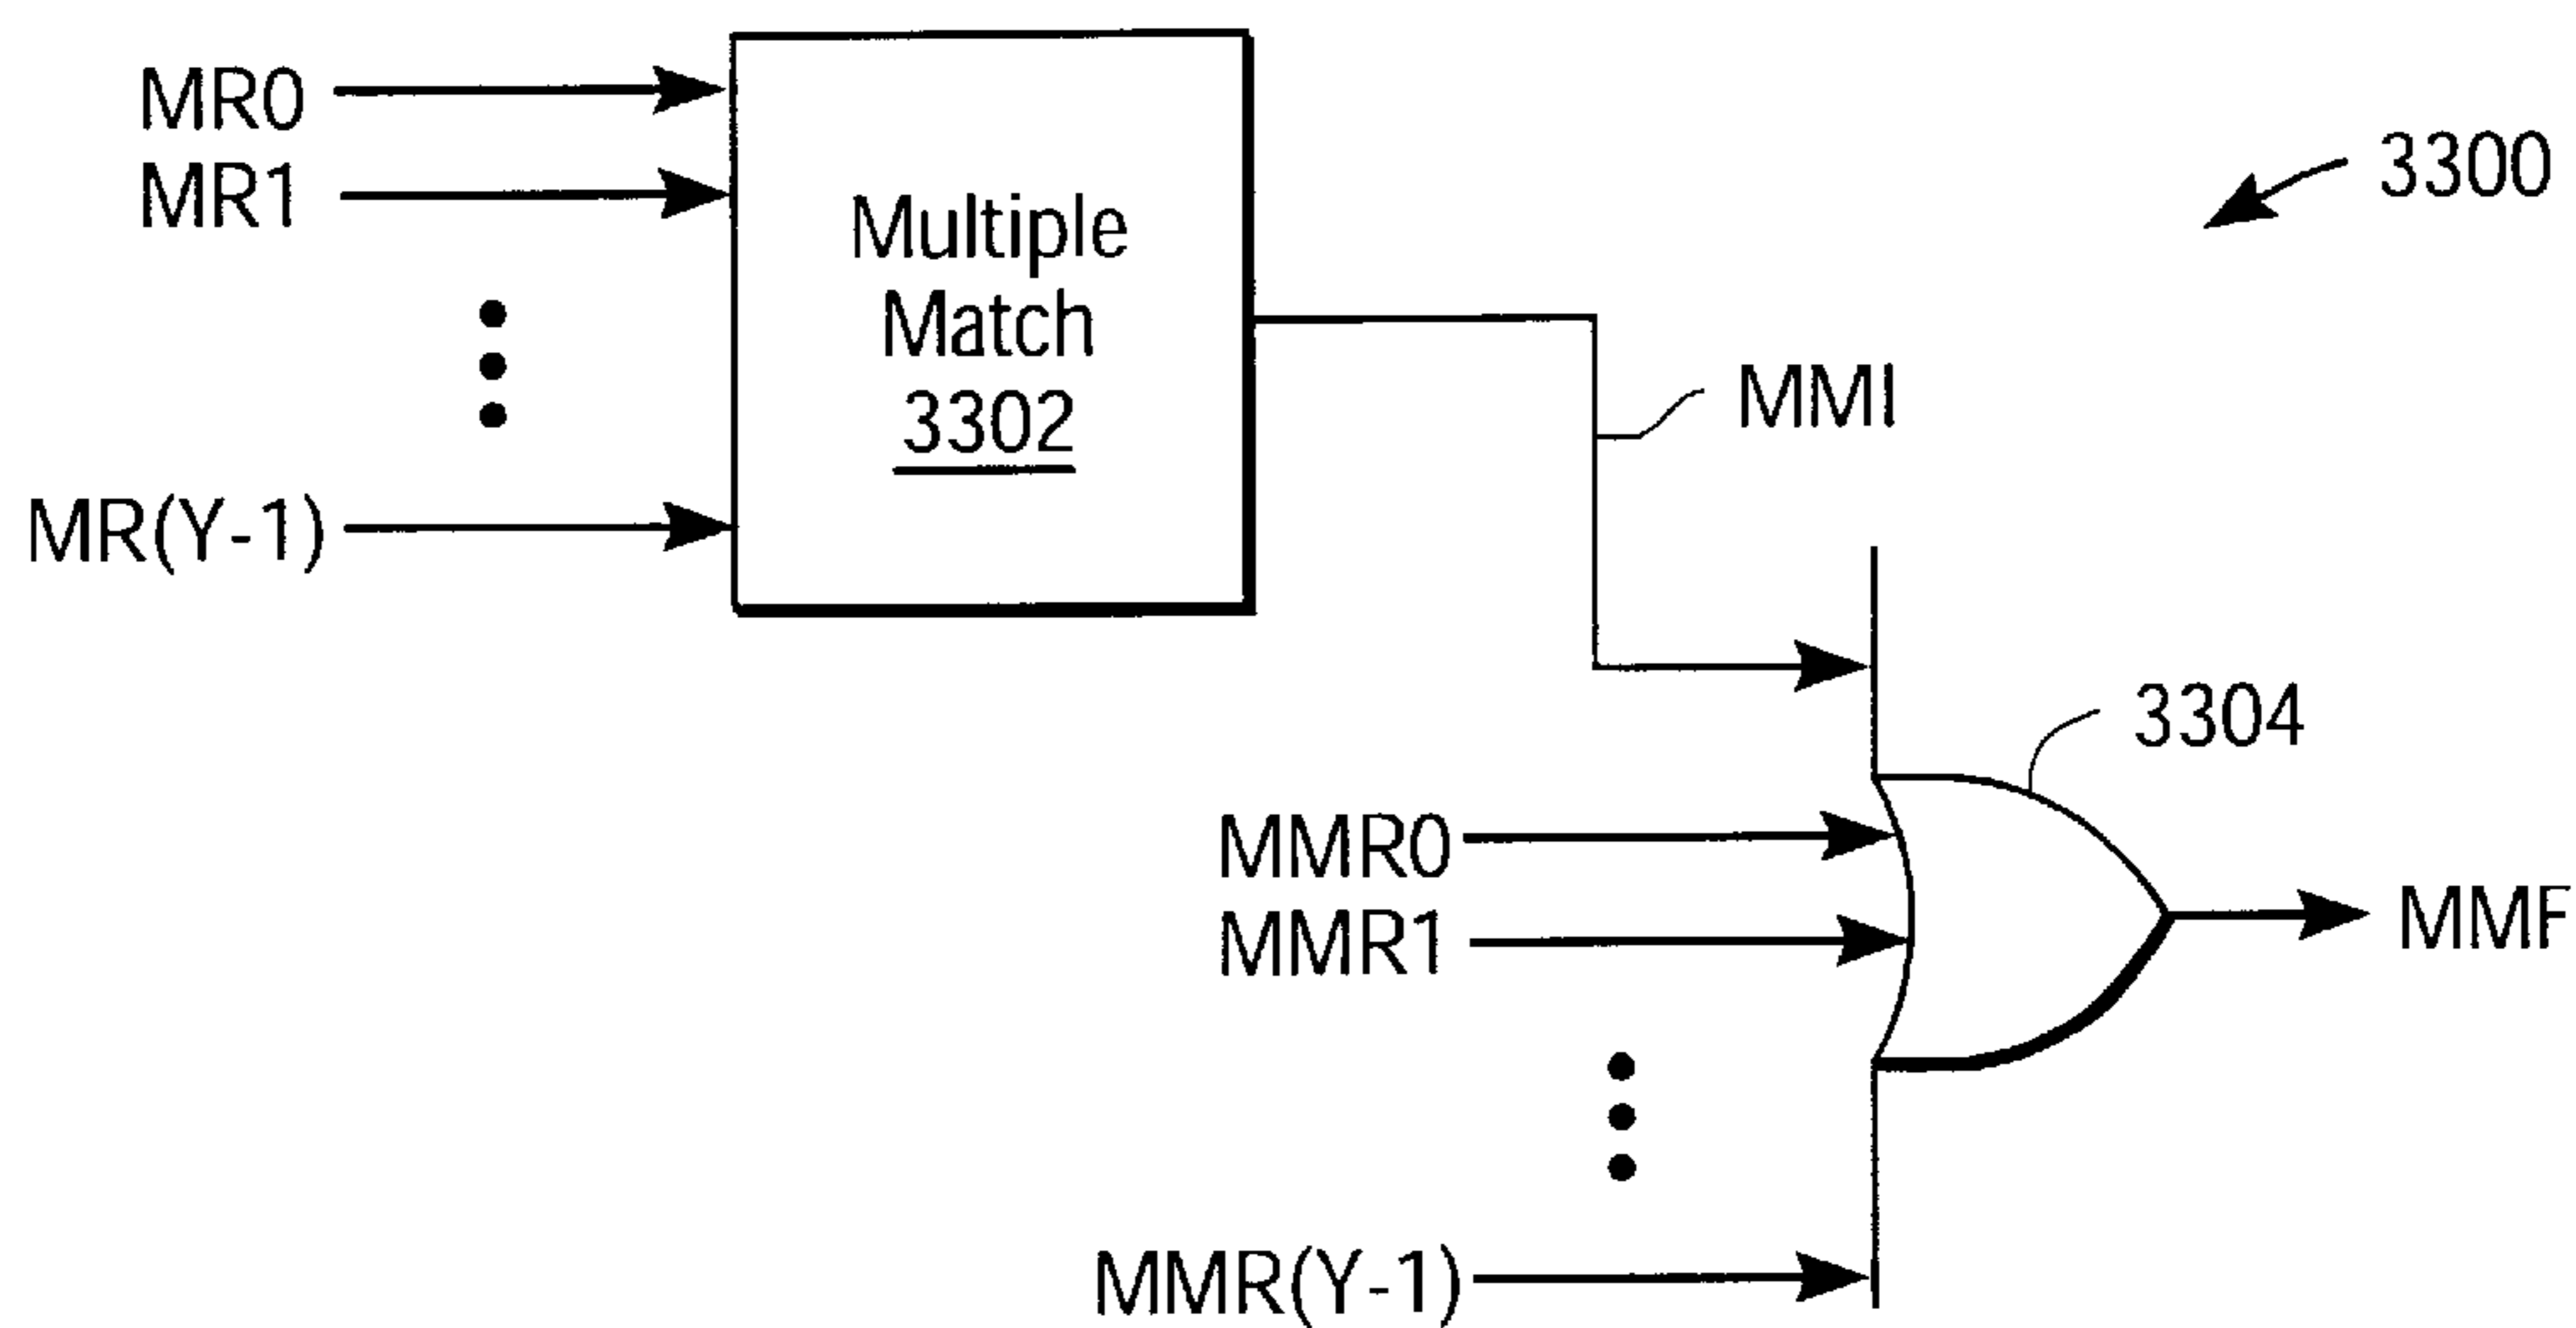 MR0
MR1
MR(Y-1)
Multiple
Match
3302
3300
MMI
3304
MMR0
MMR1
MMR(Y-1)
MMF